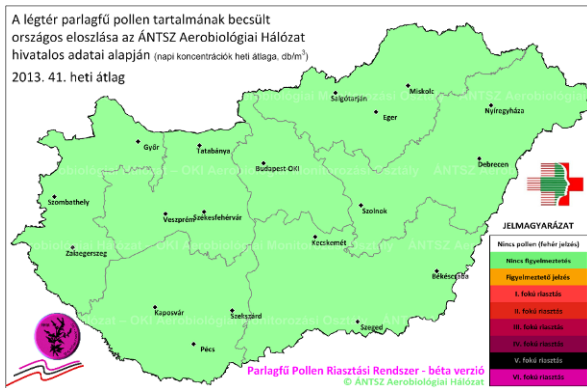 A légtér parlagfű pollen tartalmának becsült
országos eloszlása az ÁNTSZ Aerobiológiai Hálózat
hivatalos adatai alapján (napi koncentrációk heti átlaga, db/m³)
2013. 41. heti átlag
Miskolc
Salgótarján
Nyíregyháza
Eger
Győr
Tatabánya
Budapest-OKI
Debrecen
Szombathely
Veszprém
Székesfehérvár
Szolnok
Kecskemét
Zalaegerszeg
Békéscsaba
Kaposvár
Szekszárd
Szeged
Pécs
JELMAGYARÁZAT
Nincs pollen (fehér jelzés)
Nincs figyelmeztetés
Figyelmeztető jelzés
I. fokú riasztás
II. fokú riasztás
III. fokú riasztás
IV. fokú riasztás
V. fokú riasztás
VI. fokú riasztás
Parlagfű Pollen Riasztási Rendszer - béta verzió
© ÁNTSZ Aerobiológiai Hálózat